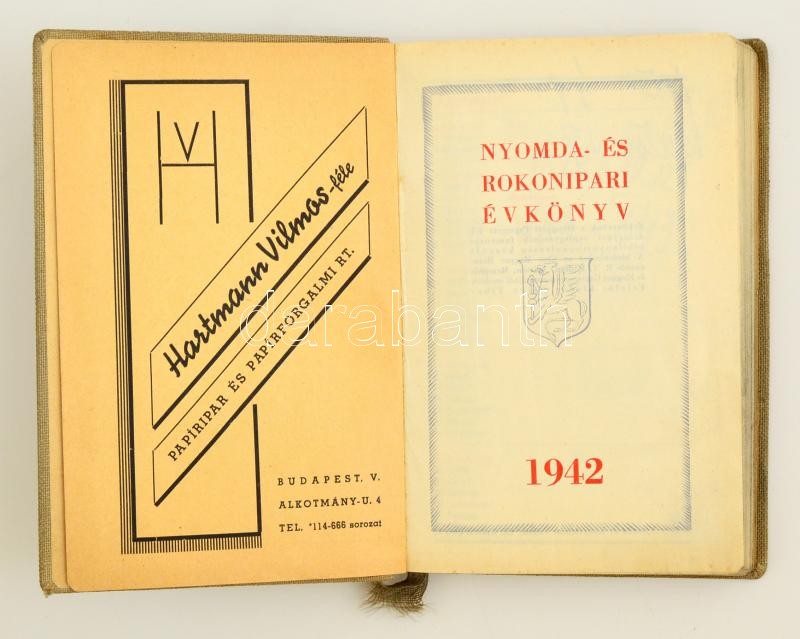 HV
Hartmann Vilmos-féle
PAPÍRIPAR ÉS PAPÍRFORGALMI RT.
BUDAPEST, V.
ALKOTMÁNY-U. 4
TEL. *114-666 sorozat
NYOMDA- ÉS
ROKONIPARI
ÉVKÖNYV
1942
darabanth